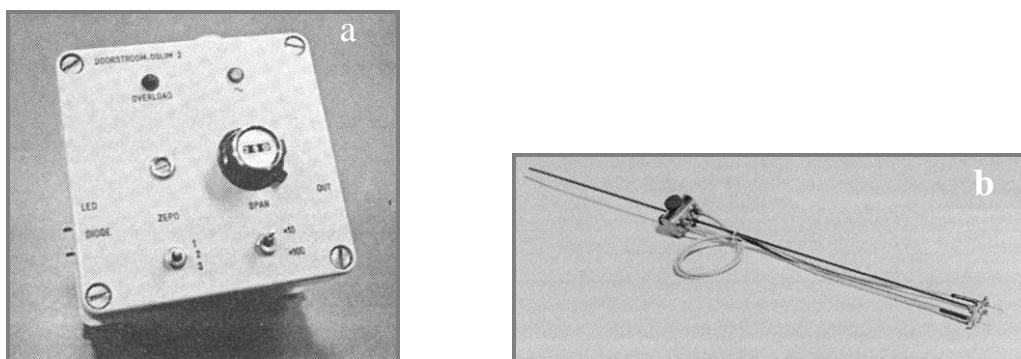 a
DOORSTROOM-OSLIM 2
OVERLOAD
LED
DIODE
ZERO
SPAN
OUT
1
2
3
×10
×100
b